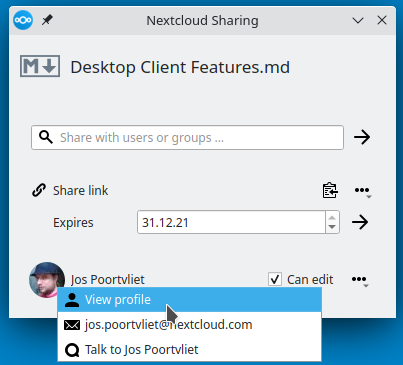 Nextcloud Sharing
M Desktop Client Features.md
Share with users or groups ...
Share link
Expires 31.12.21
Jos Poortvliet Can edit
View profile
jos.poortvliet@nextcloud.com
Talk to Jos Poortvliet